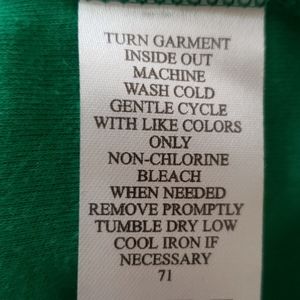 TURN GARMENT
INSIDE OUT
MACHINE
WASH COLD
GENTLE CYCLE
WITH LIKE COLORS
ONLY
NON-CHLORINE
BLEACH
WHEN NEEDED
REMOVE PROMPTLY
TUMBLE DRY LOW
COOL IRON IF
NECESSARY
71